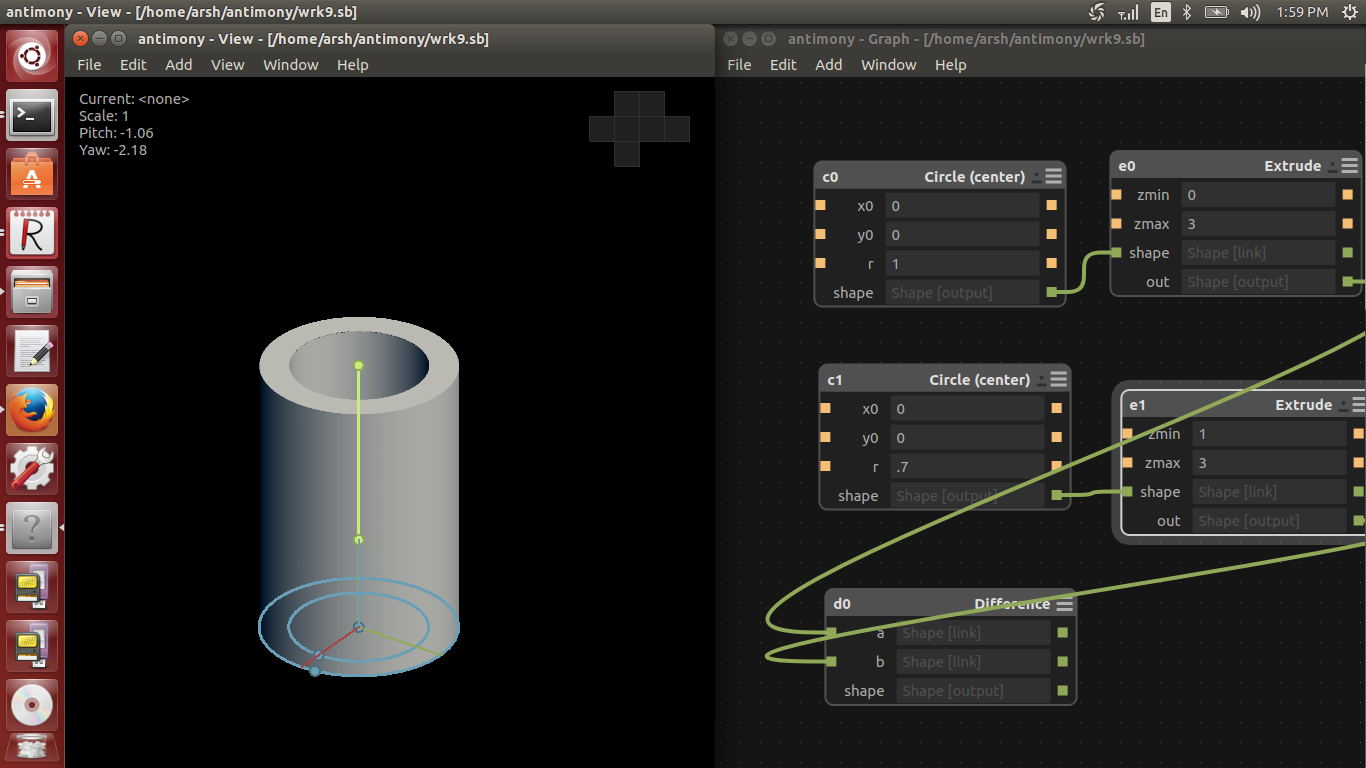 antimony - View - [/home/arsh/antimony/wrk9.sb]
En
1:59 PM
antimony - View - [/home/arsh/antimony/wrk9.sb]
File Edit Add View Window Help
Current: <none>
Scale: 1
Pitch: -1.06
Yaw: -2.18
antimony - Graph - [/home/arsh/antimony/wrk9.sb]
File Edit Add Window Help
c0 Circle (center)
x0 0
y0 0
r 1
shape Shape [output]
e0 Extrude
zmin 0
zmax 3
shape Shape [link]
out Shape [output]
c1 Circle (center)
x0 0
y0 0
r .7
shape Shape [output]
e1 Extrude
zmin 1
zmax 3
shape Shape [link]
out Shape [output]
d0 Difference
a Shape [link]
b Shape [link]
shape Shape [output]